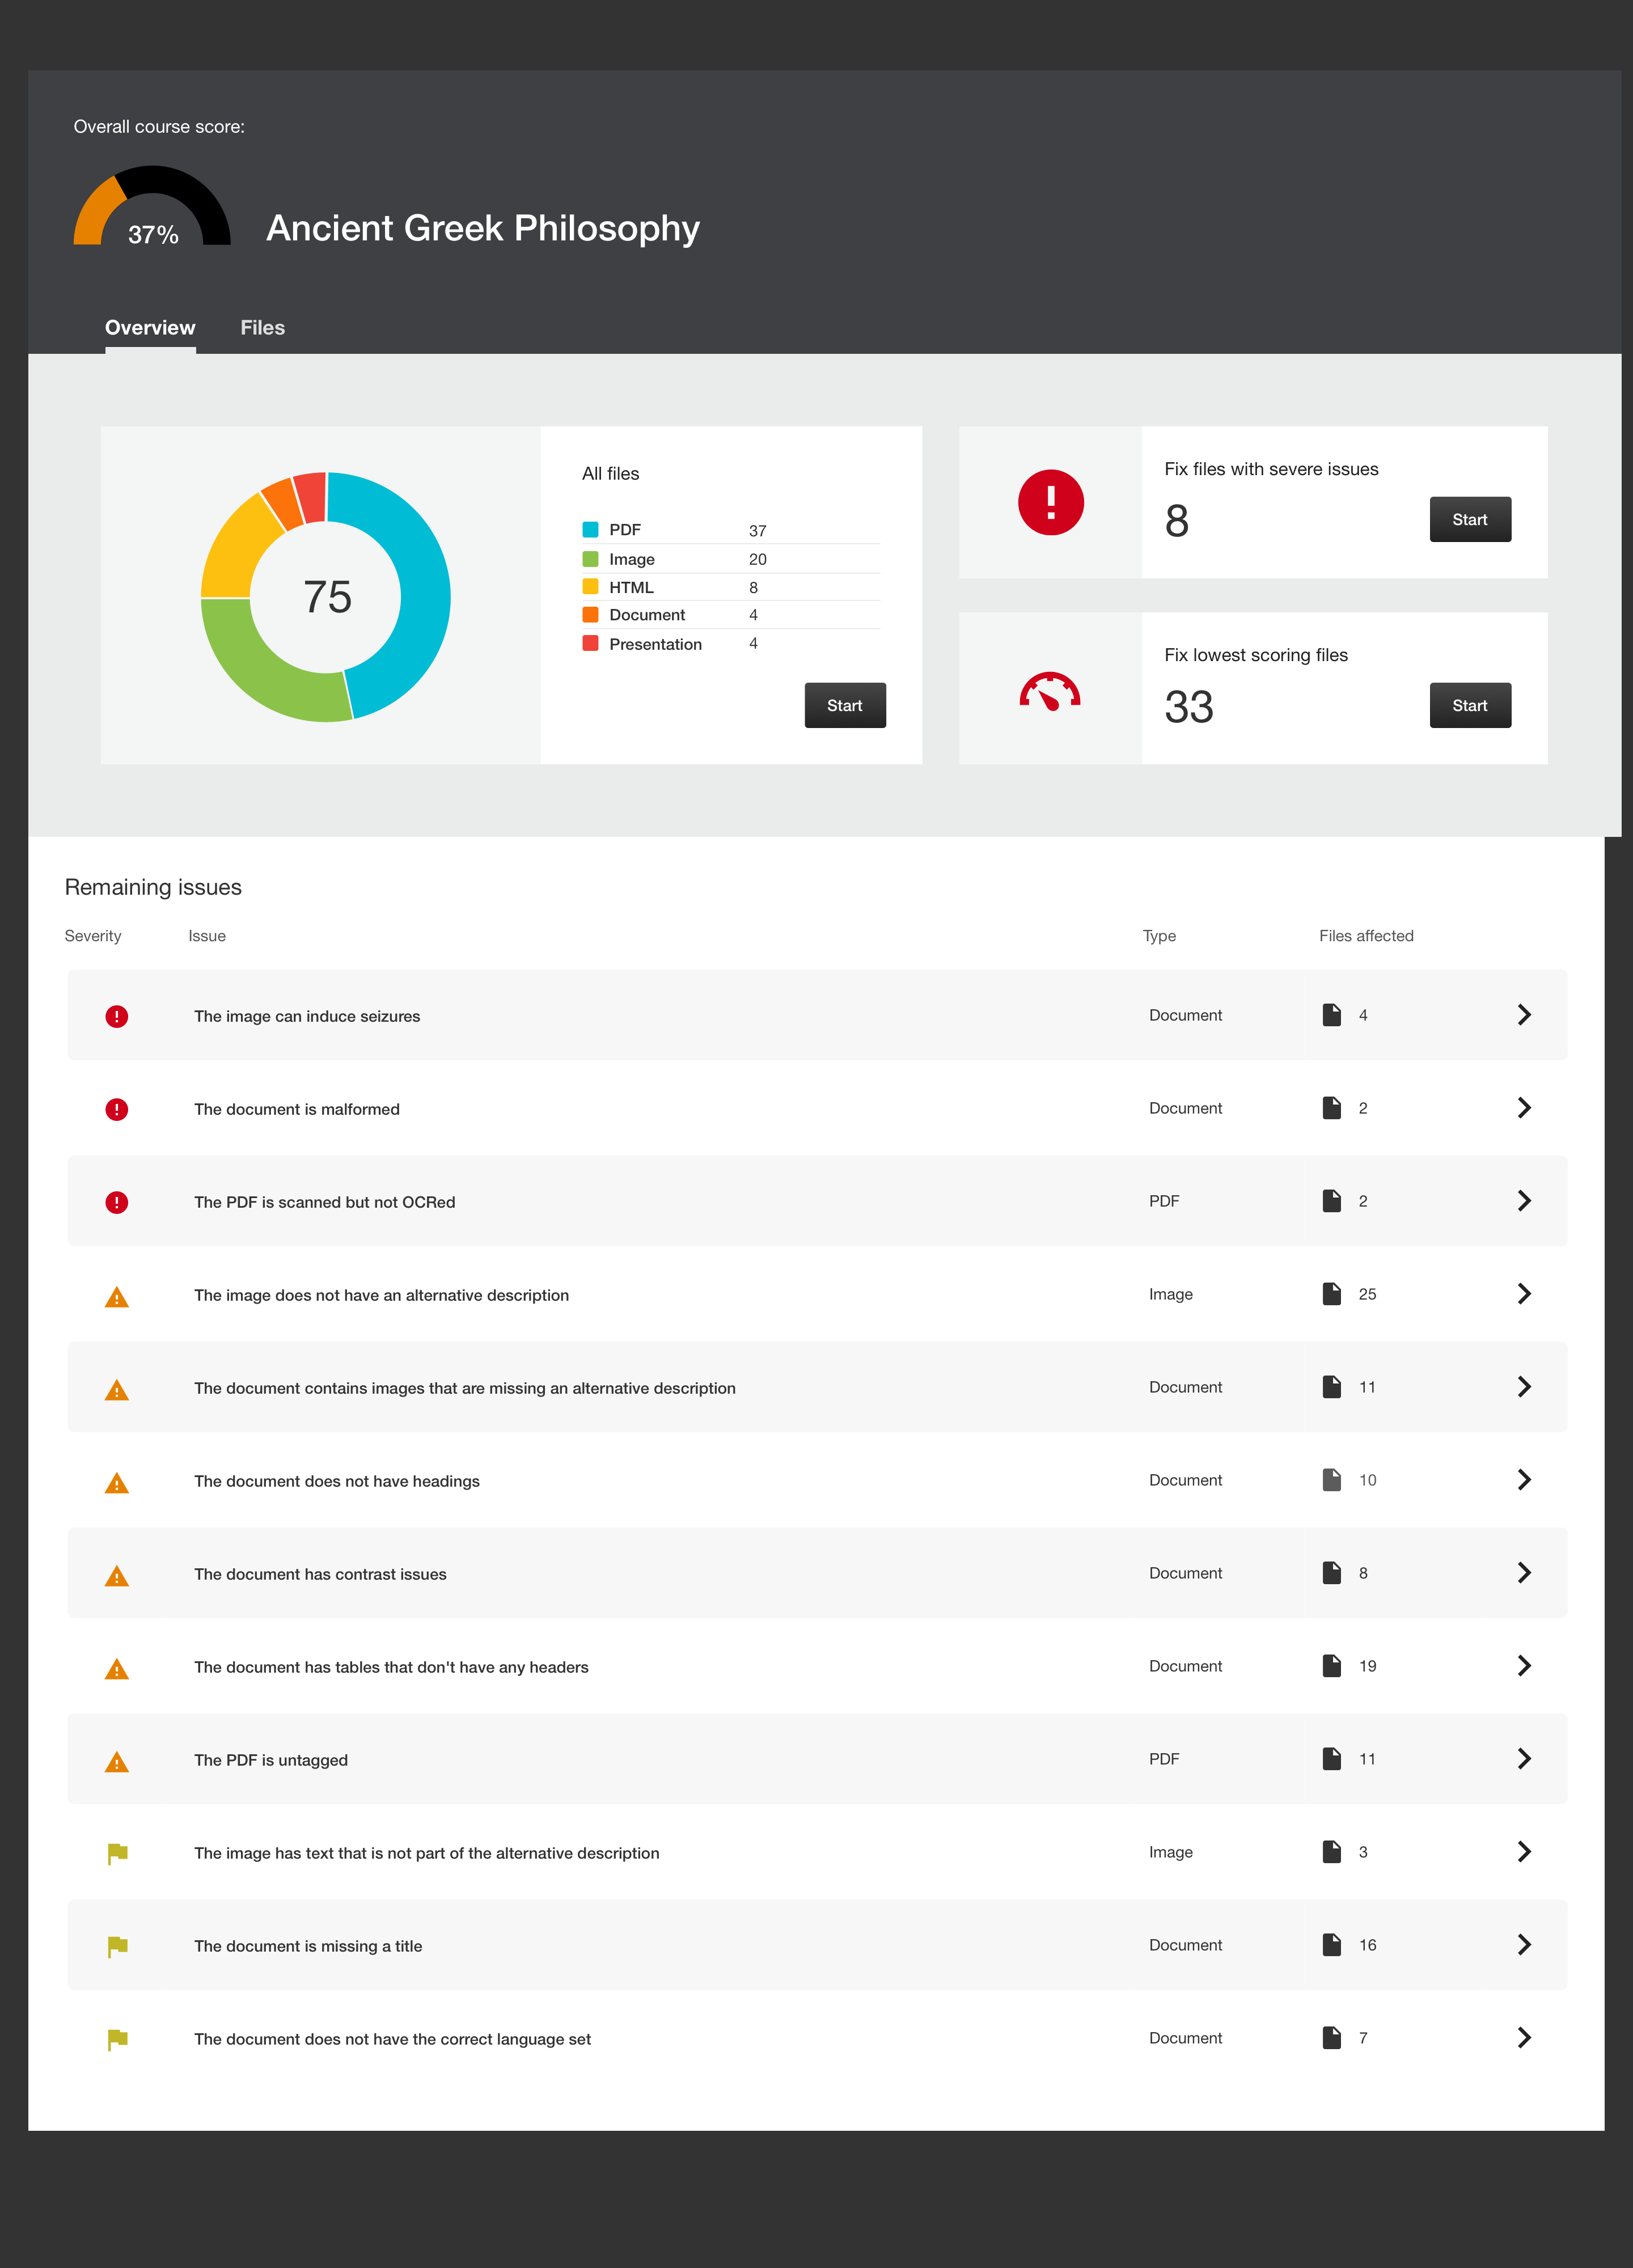 Overall course score:
37%
Ancient Greek Philosophy
Overview Files
75
All files
PDF 37
Image 20
HTML 8
Document 4
Presentation 4
Start
Fix files with severe issues
8
Start
Fix lowest scoring files
33
Start
Remaining issues
Severity Issue Type Files affected
The image can induce seizures Document 4
The document is malformed Document 2
The PDF is scanned but not OCRed PDF 2
The image does not have an alternative description Image 25
The document contains images that are missing an alternative description Document 11
The document does not have headings Document 10
The document has contrast issues Document 8
The document has tables that don't have any headers Document 19
The PDF is untagged PDF 11
The image has text that is not part of the alternative description Image 3
The document is missing a title Document 16
The document does not have the correct language set Document 7